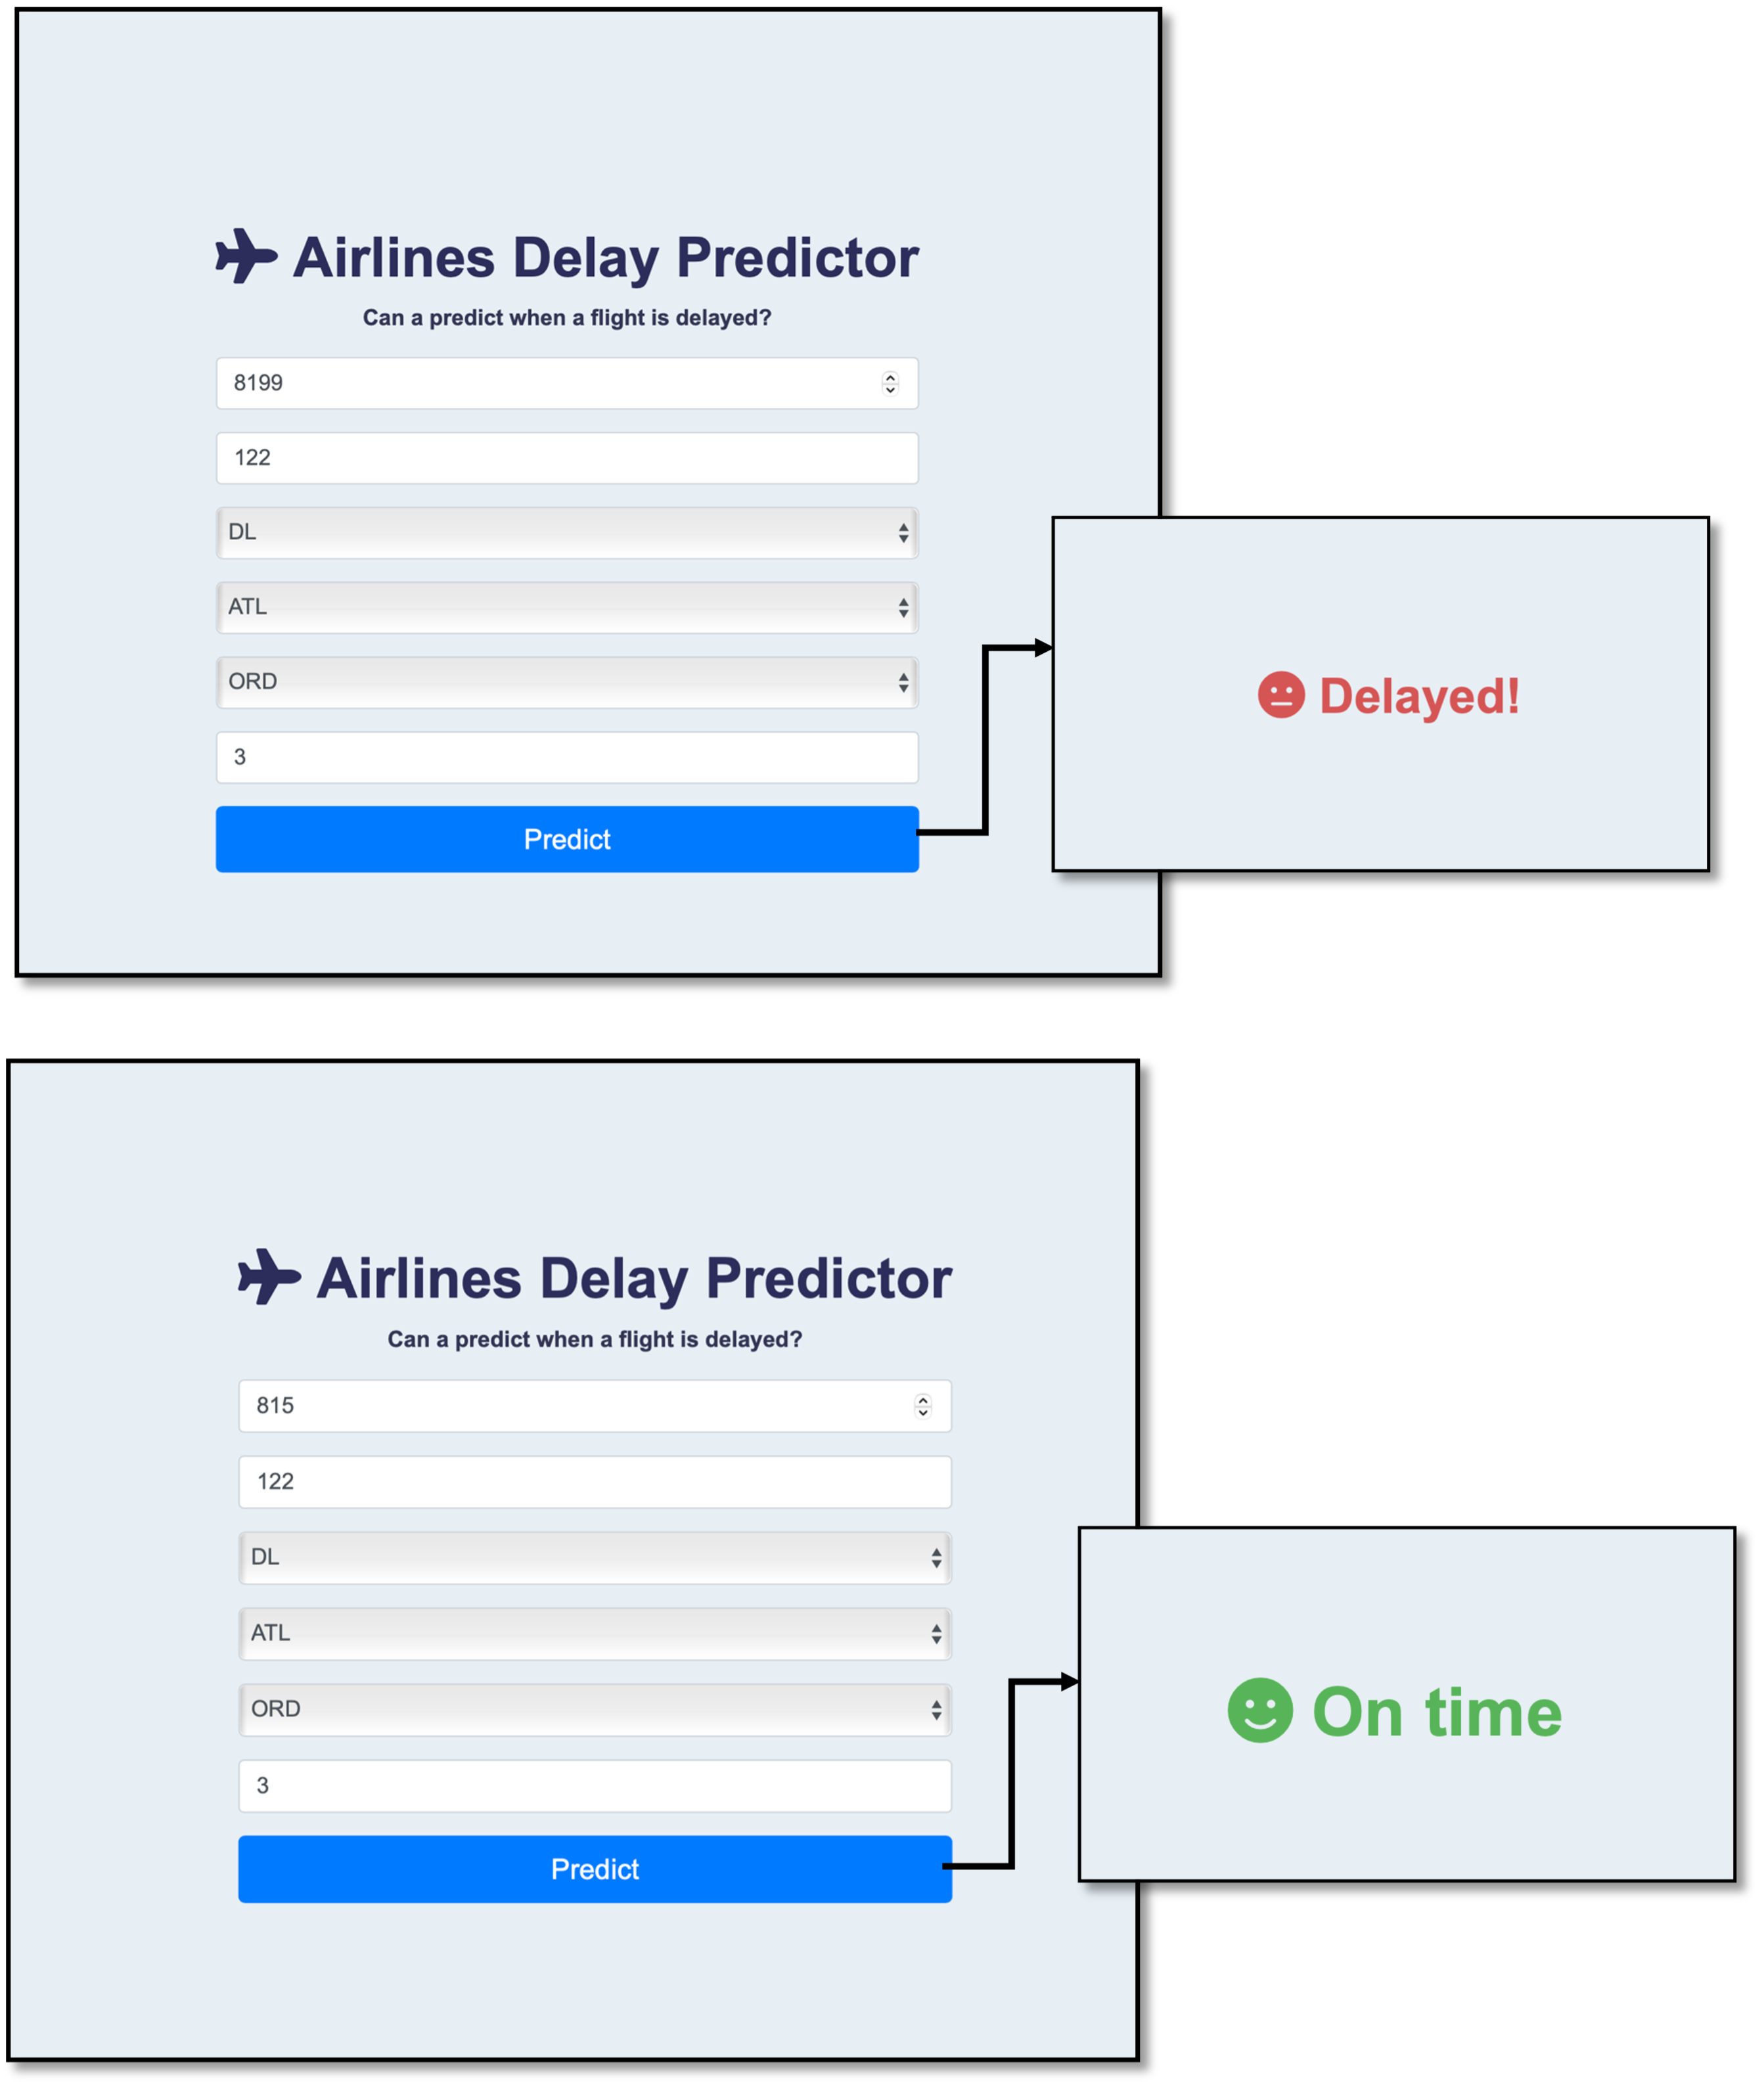 Airlines Delay Predictor
Can a predict when a flight is delayed?
8199
122
DL
ATL
ORD
3
Predict
Delayed!
Airlines Delay Predictor
Can a predict when a flight is delayed?
815
122
DL
ATL
ORD
3
Predict
On time